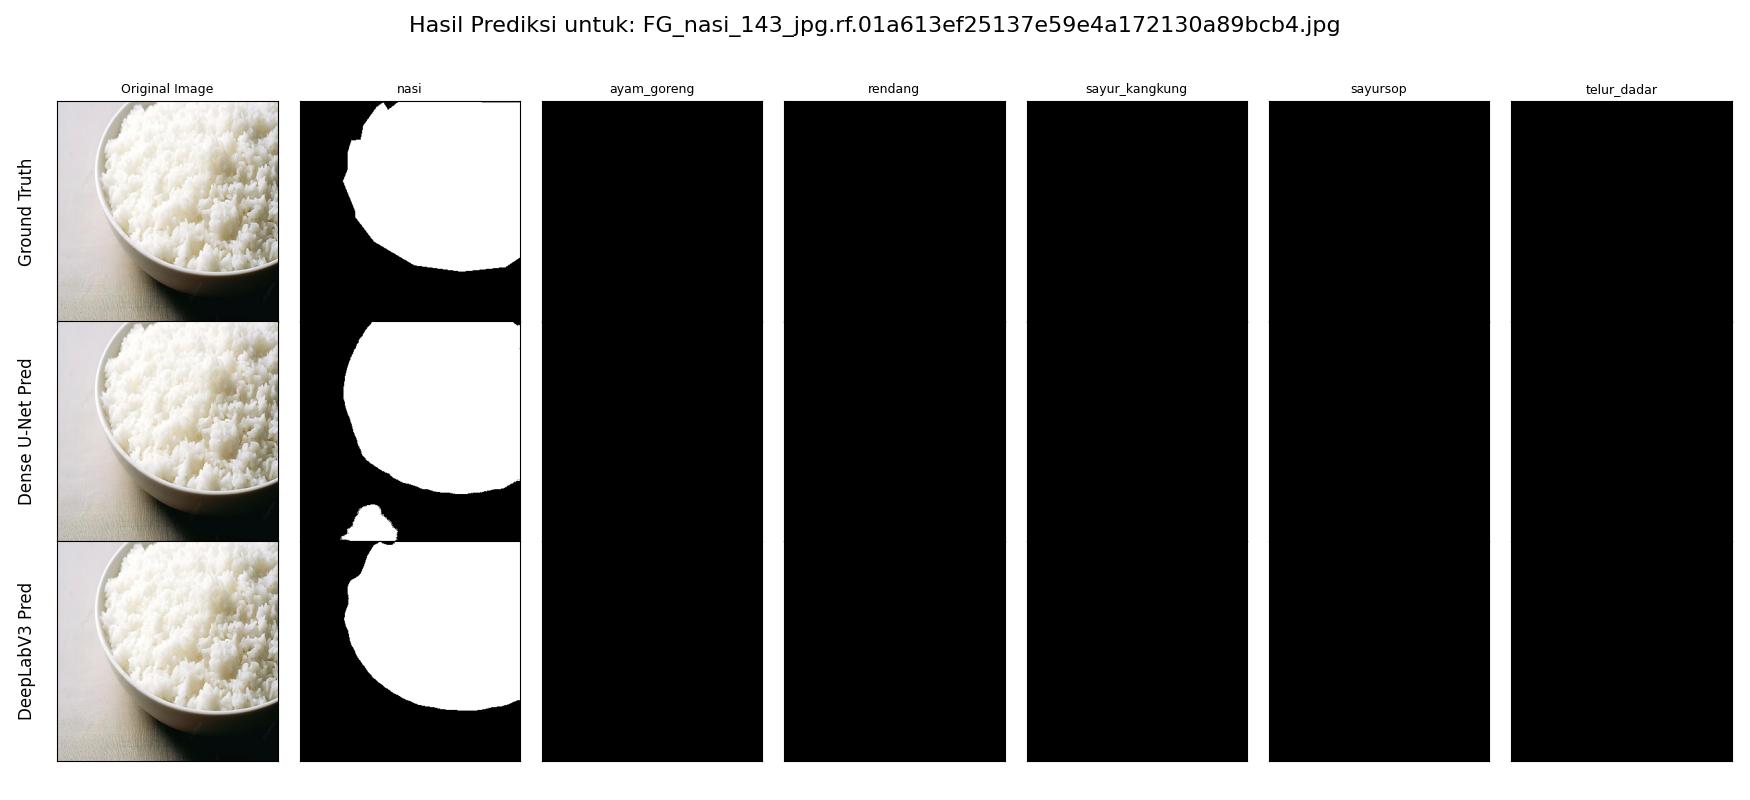 Hasil Prediksi untuk: FG_nasi_143_jpg.rf.01a613ef25137e59e4a172130a89bcb4.jpg
Original Image
nasi
ayam_goreng
rendang
sayur_kangkung
sayursop
telur_dadar
Ground Truth
Dense U-Net Pred
DeepLabV3 Pred